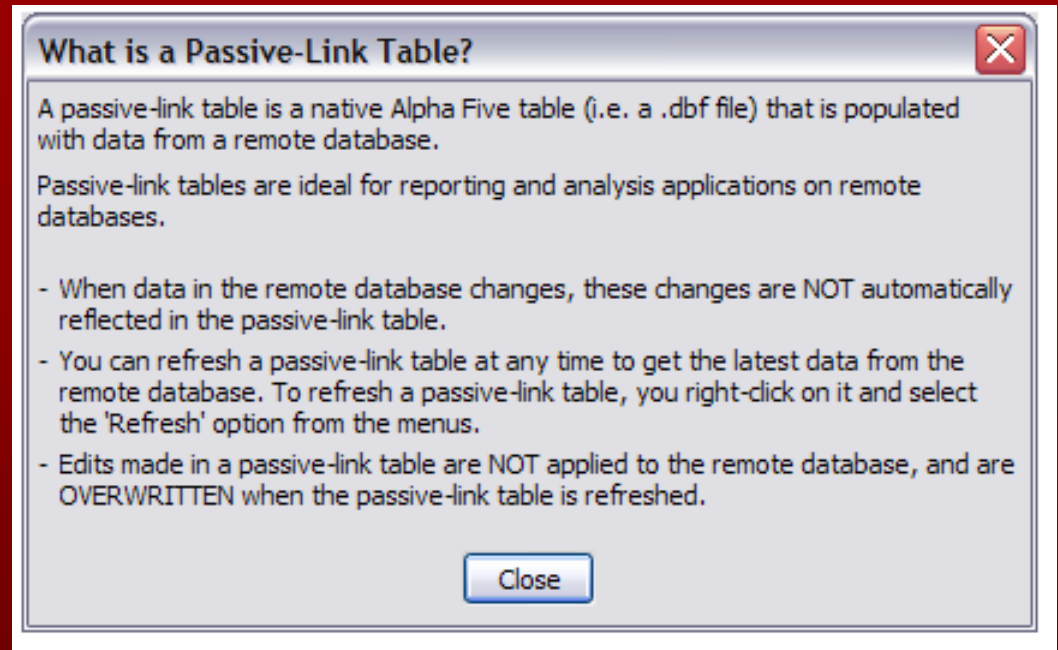 What is a Passive-Link Table?
A passive-link table is a native Alpha Five table (i.e. a .dbf file) that is populated
with data from a remote database.
Passive-link tables are ideal for reporting and analysis applications on remote
databases.
- When data in the remote database changes, these changes are NOT automatically
reflected in the passive-link table.
- You can refresh a passive-link table at any time to get the latest data from the
remote database. To refresh a passive-link table, you right-click on it and select
the 'Refresh' option from the menus.
- Edits made in a passive-link table are NOT applied to the remote database, and are
OVERWRITTEN when the passive-link table is refreshed.
Close